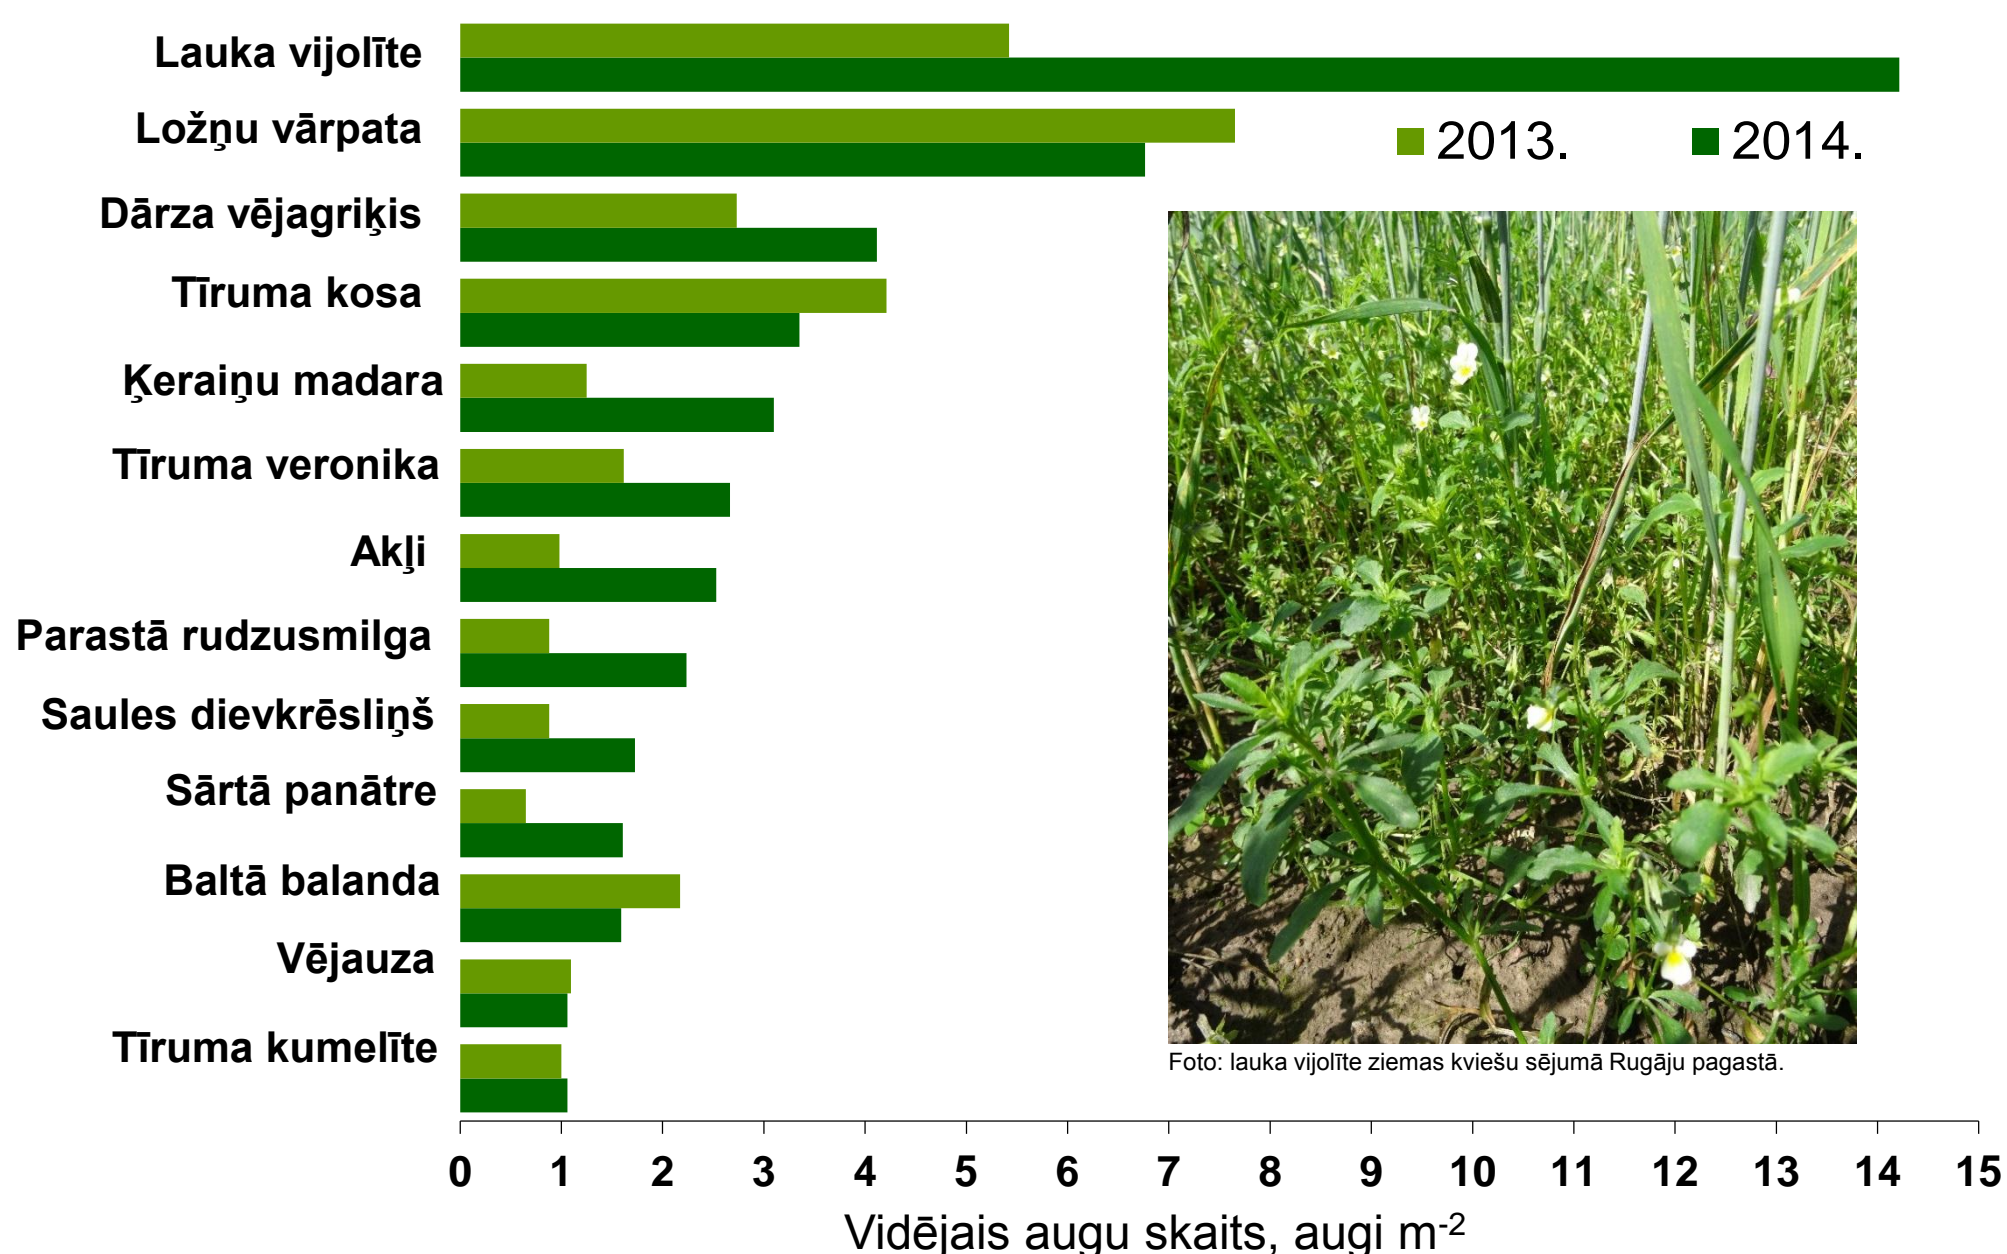 Lauka vijolīte
Ložņu vārpata
2013. 2014.
Dārza vējagriķis
Tīruma kosa
Ķeraiņu madara
Tīruma veronika
Akļi
Parastā rudzusmilga
Saules dievkrēsliņš
Sārtā panātre
Baltā balanda
Vējauza
Tīruma kumelīte
Foto: lauka vijolīte ziemas kviešu sējumā Rugāju pagastā.
0 1 2 3 4 5 6 7 8 9 10 11 12 13 14 15
Vidējais augu skaits, augi m⁻²